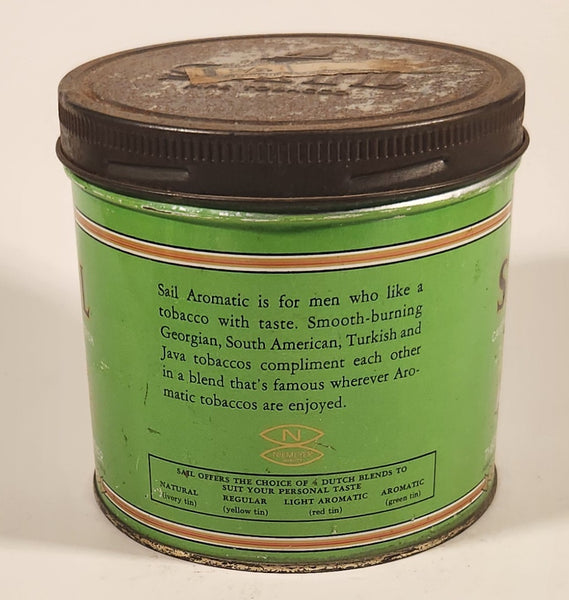 Sail Aromatic is for men who like a
tobacco with taste. Smooth-burning
Georgian, South American, Turkish and
Java tobaccos compliment each other
in a blend that's famous wherever Aro-
matic tobaccos are enjoyed.
N
NIEMEYER
SAIL OFFERS THE CHOICE OF 4 DUTCH BLENDS TO
SUIT YOUR PERSONAL TASTE
NATURAL REGULAR LIGHT AROMATIC AROMATIC
(ivory tin) (yellow tin) (red tin) (green tin)
L
S